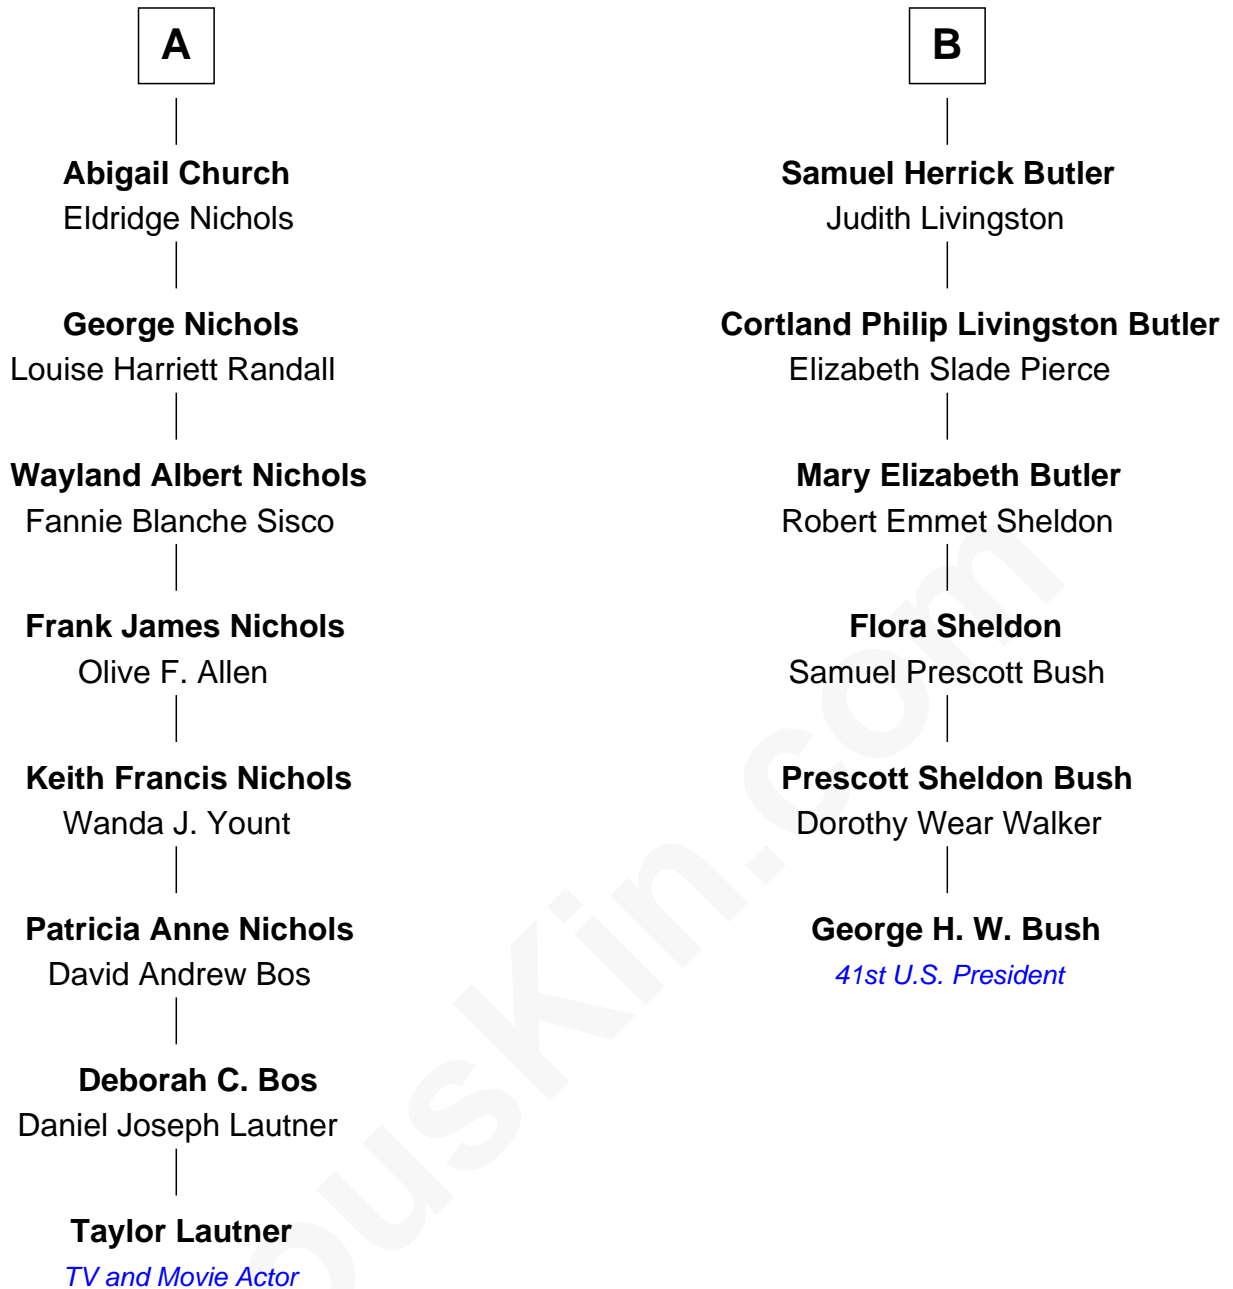 A
Abigail Church
Eldridge Nichols
George Nichols
Louise Harriett Randall
Wayland Albert Nichols
Fannie Blanche Sisco
Frank James Nichols
Olive F. Allen
Keith Francis Nichols
Wanda J. Yount
Patricia Anne Nichols
David Andrew Bos
Deborah C. Bos
Daniel Joseph Lautner
Taylor Lautner
TV and Movie Actor
B
Samuel Herrick Butler
Judith Livingston
Cortland Philip Livingston Butler
Elizabeth Slade Pierce
Mary Elizabeth Butler
Robert Emmet Sheldon
Flora Sheldon
Samuel Prescott Bush
Prescott Sheldon Bush
Dorothy Wear Walker
George H. W. Bush
41st U.S. President
ousKin.com